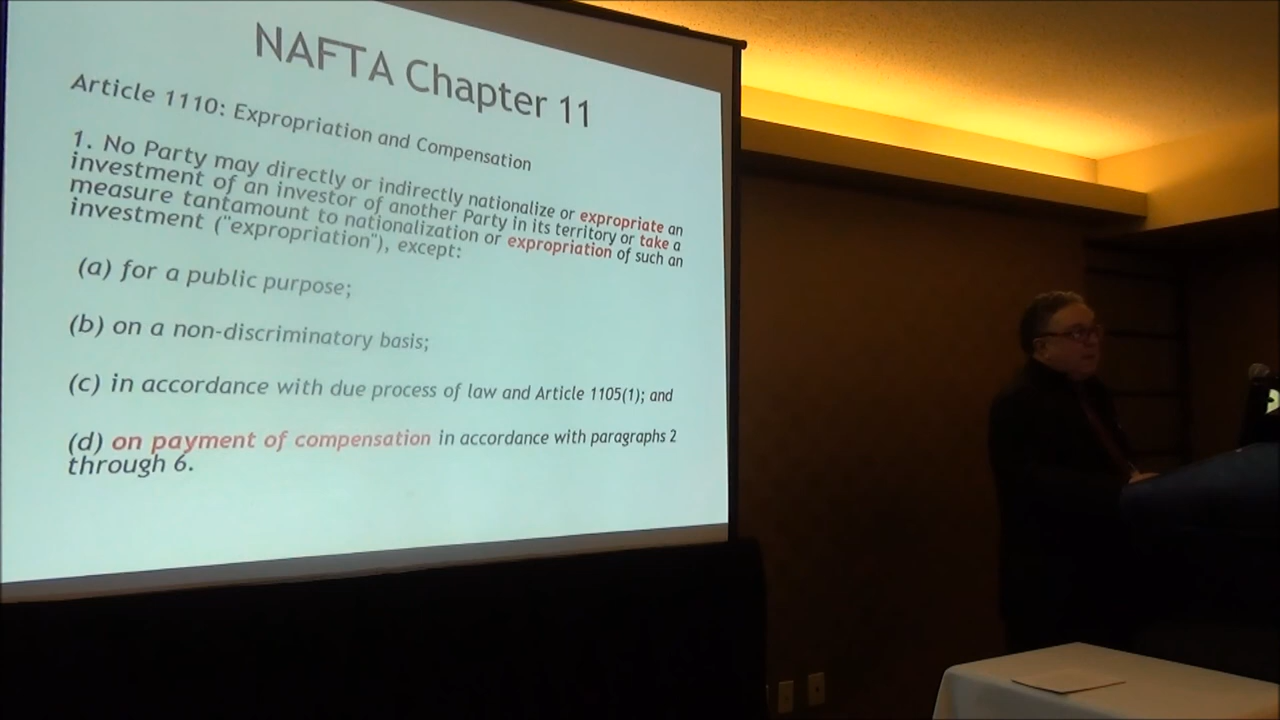 NAFTA Chapter 11
Article 1110: Expropriation and Compensation
1. No Party may directly or indirectly nationalize or expropriate an
investment of an investor of another Party in its territory or take a
measure tantamount to nationalization or expropriation of such an
investment ("expropriation"), except:
(a) for a public purpose;
(b) on a non-discriminatory basis;
(c) in accordance with due process of law and Article 1105(1); and
(d) on payment of compensation in accordance with paragraphs 2
through 6.